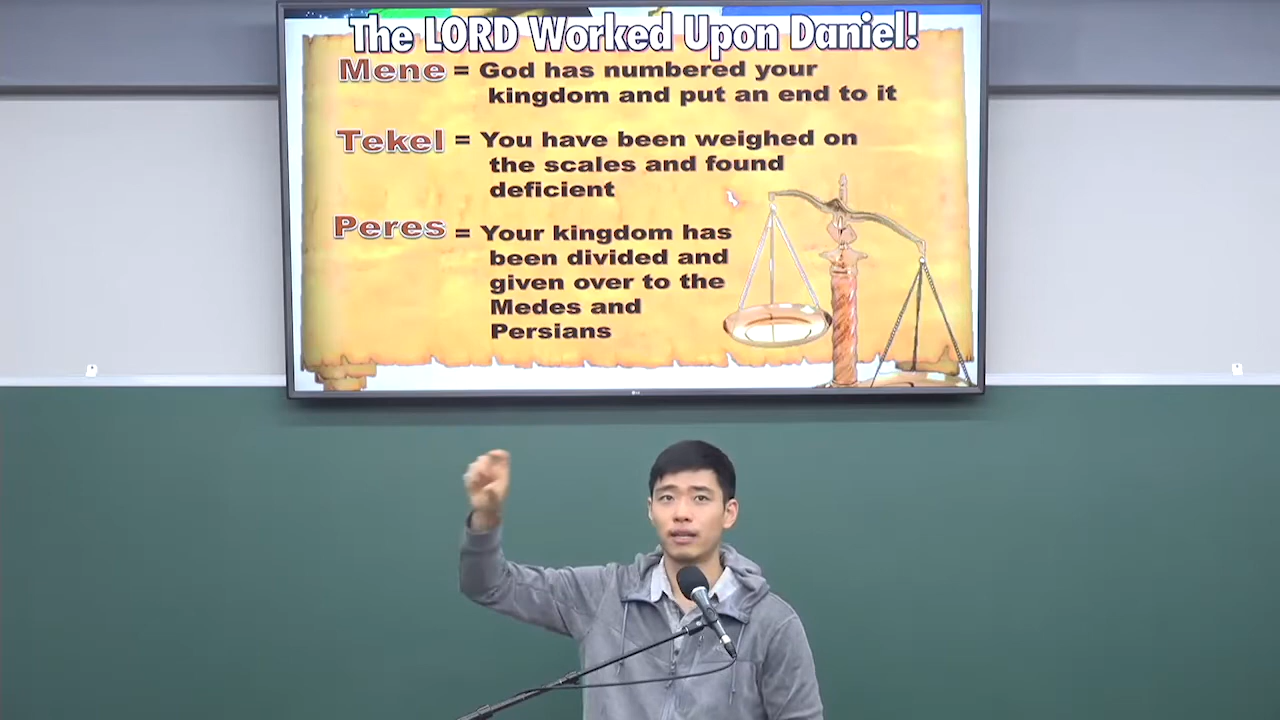 The LORD Worked Upon Daniel!
Mene = God has numbered your
kingdom and put an end to it
Tekel = You have been weighed on
the scales and found
deficient
Peres = Your kingdom has
been divided and
given over to the
Medes and
Persians
LG